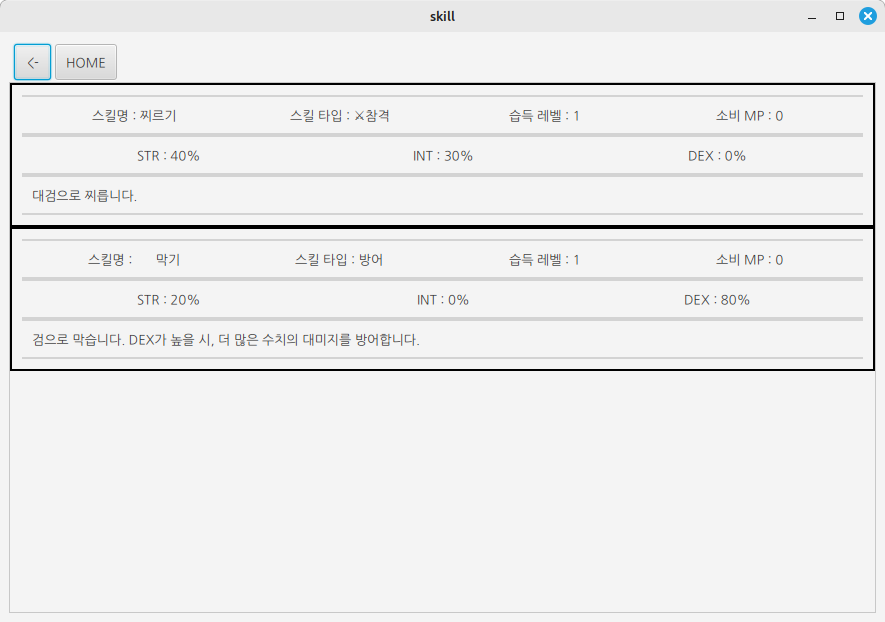 skill
<- HOME
스킬명 : 찌르기 스킬 타입 : ⚔참격 습득 레벨 : 1 소비 MP : 0
STR : 40% INT : 30% DEX : 0%
대검으로 찌릅니다.
스킬명 : 막기 스킬 타입 : 방어 습득 레벨 : 1 소비 MP : 0
STR : 20% INT : 0% DEX : 80%
검으로 막습니다. DEX가 높을 시, 더 많은 수치의 대미지를 방어합니다.